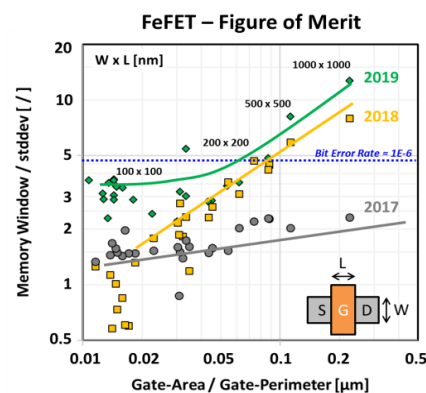 FeFET – Figure of Merit
20
10
5
3
2
1
0.5
Memory Window / stddev [ / ]
W x L [nm]
1000 x 1000
2019
500 x 500
2018
200 x 200
Bit Error Rate ≈ 1E-6
100 x 100
2017
L
S G D W
0.01 0.02 0.05 0.1 0.2 0.5
Gate-Area / Gate-Perimeter [µm]